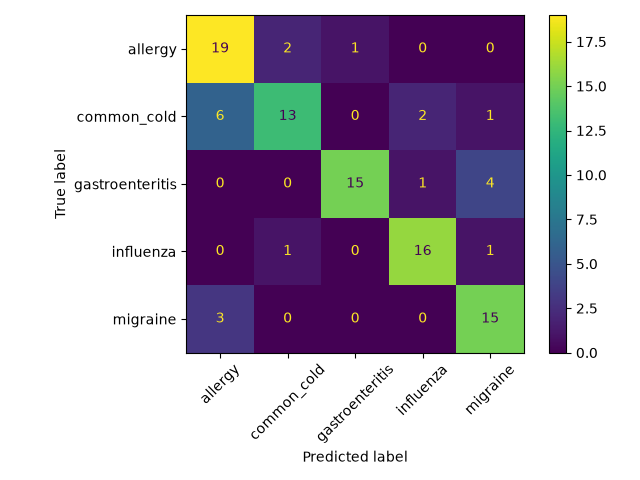 allergy 19 2 1 0 0
common_cold 6 13 0 2 1
gastroenteritis 0 0 15 1 4
influenza 0 1 0 16 1
migraine 3 0 0 0 15
True label
allergy common_cold gastroenteritis influenza migraine
Predicted label
17.5
15.0
12.5
10.0
7.5
5.0
2.5
0.0